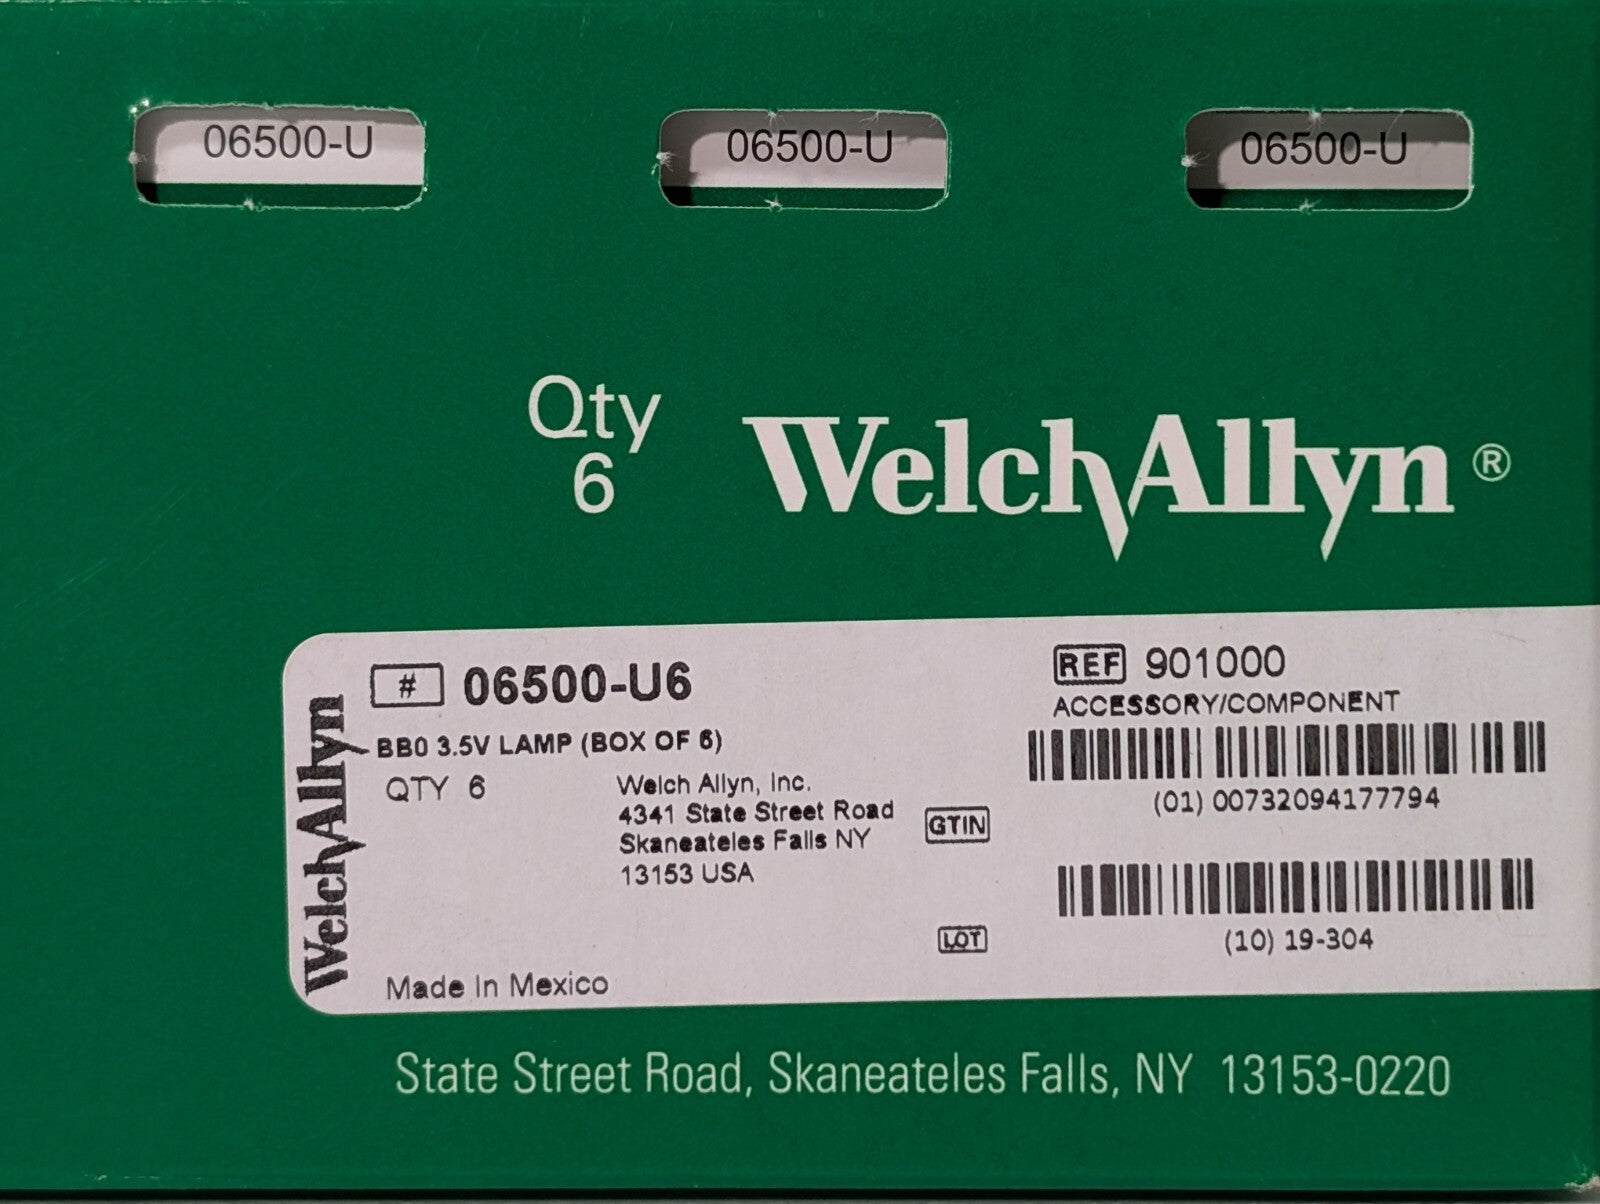 06500-U 06500-U 06500-U
Qty
6
WelchAllyn®
WelchAllyn
# 06500-U6
BB0 3.5V LAMP (BOX OF 6)
QTY 6
Welch Allyn, Inc.
4341 State Street Road
Skaneateles Falls NY
13153 USA
Made In Mexico
REF 901000
ACCESSORY/COMPONENT
GTIN
(01) 00732094177794
LOT
(10) 19-304
State Street Road, Skaneateles Falls, NY 13153-0220